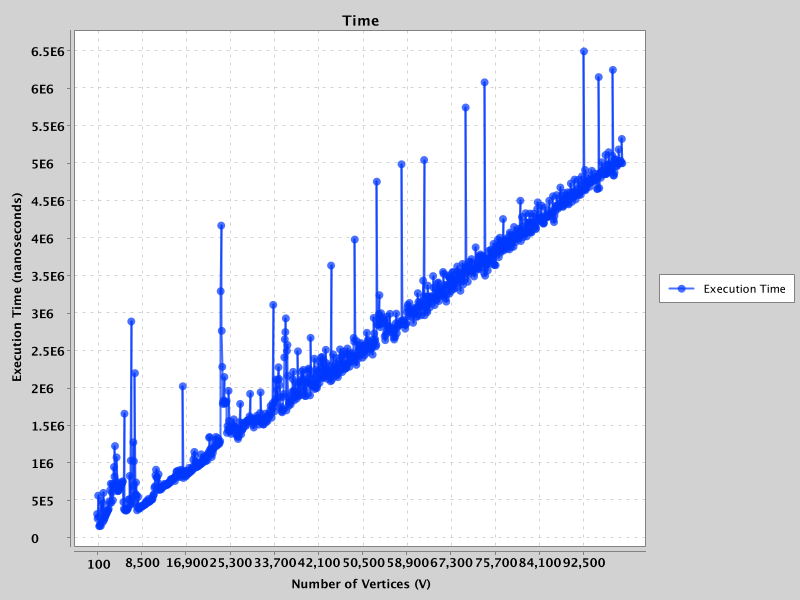 Time
6.5E6
6E6
5.5E6
5E6
4.5E6
4E6
3.5E6
3E6
2.5E6
2E6
1.5E6
1E6
5E5
0
Execution Time (nanoseconds)
100 8,500 16,900 25,300 33,700 42,100 50,500 58,900 67,300 75,700 84,100 92,500
Number of Vertices (V)
Execution Time